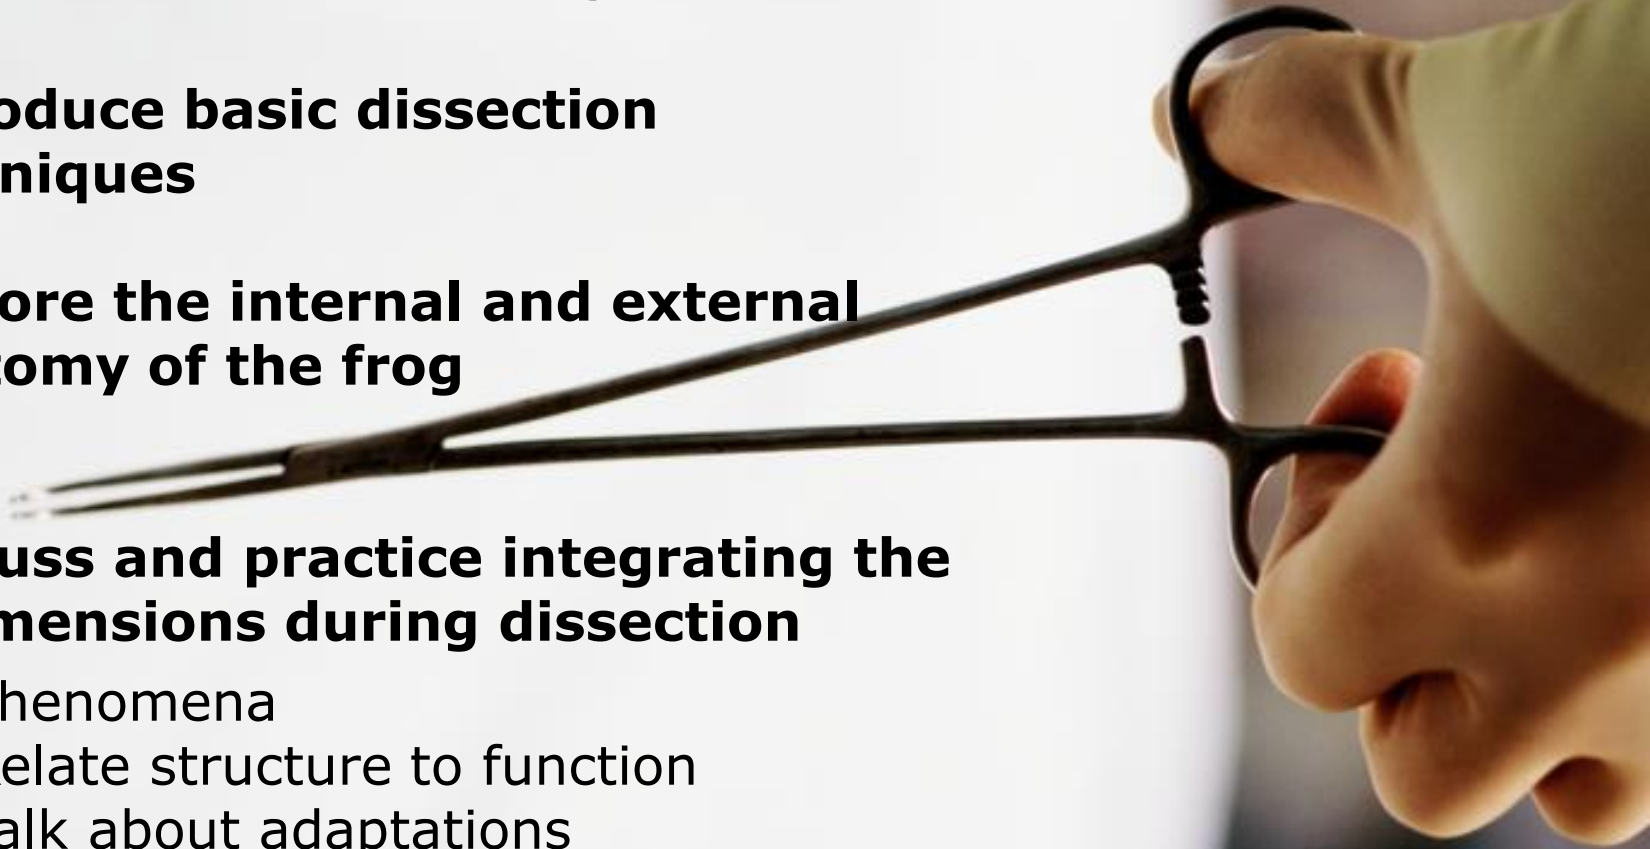 oduce basic dissection
niques
ore the internal and external
tomy of the frog
uss and practice integrating the
mensions during dissection
henomena
elate structure to function
alk about adaptations